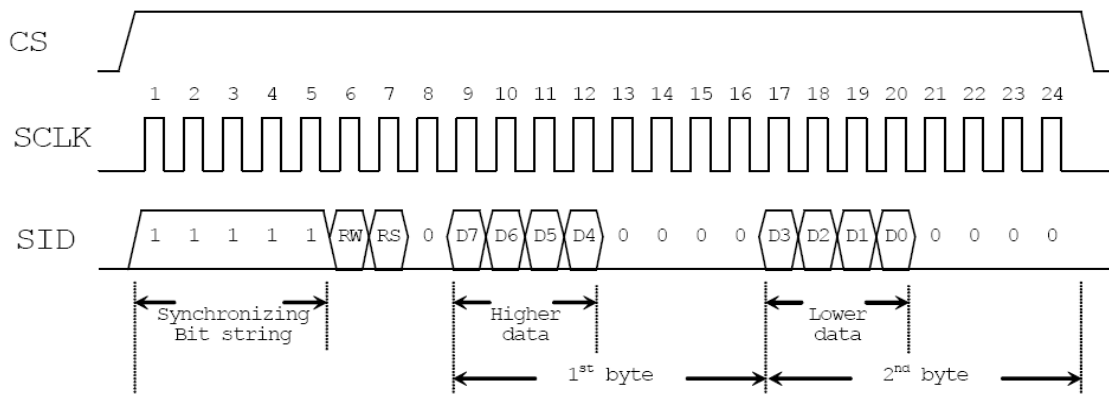 CS
1 2 3 4 5 6 7 8 9 10 11 12 13 14 15 16 17 18 19 20 21 22 23 24
SCLK
SID 1 1 1 1 1 RW RS 0 D7 D6 D5 D4 0 0 0 0 D3 D2 D1 D0 0 0 0 0
Synchronizing Higher Lower
Bit string data data
1st byte 2nd byte